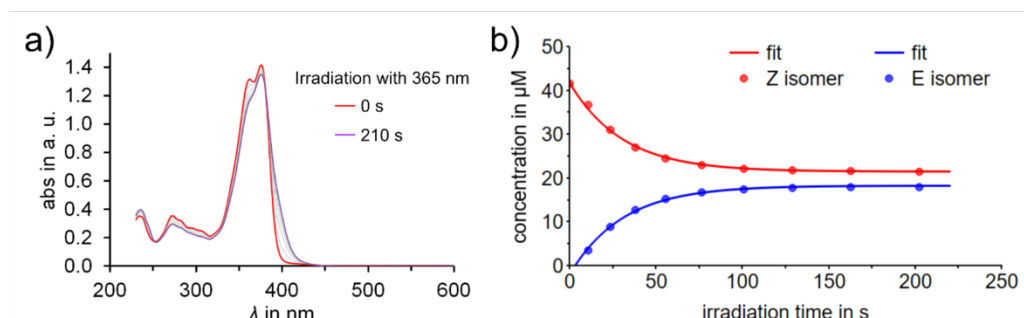 a)
abs in a. u.
1.4
1.2
1.0
0.8
0.6
0.4
0.2
0.0
200
300
400
500
600
λ in nm
Irradiation with 365 nm
0 s
210 s
b)
concentration in μM
50
40
30
20
10
0
0
50
100
150
200
250
irradiation time in s
fit
fit
Z isomer
E isomer